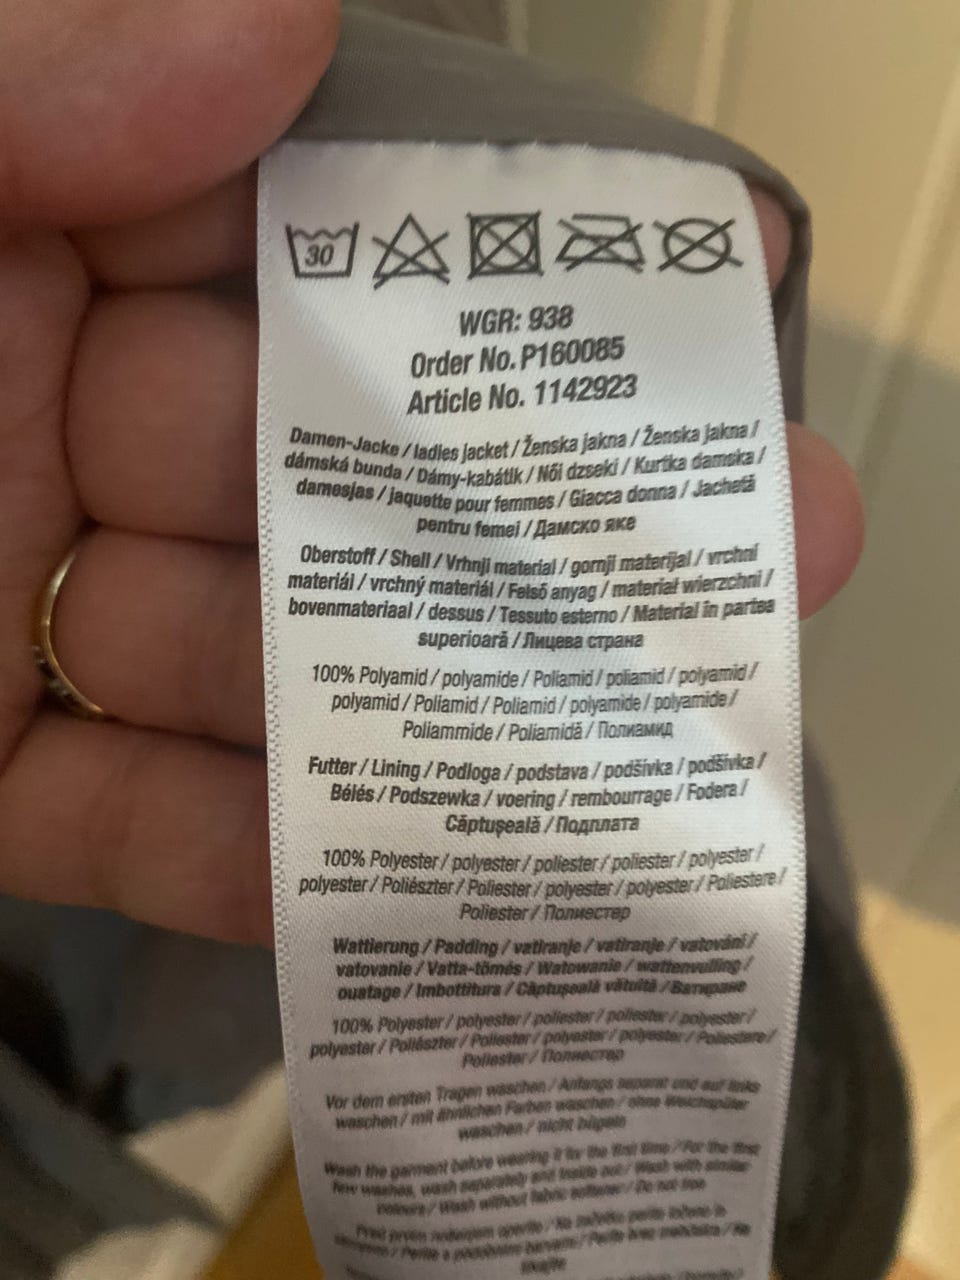 30
WGR: 938
Order No. P160085
Article No. 1142923
Damen-Jacke / ladies jacket / Ženska jakna / Ženska jakna /
dámská bunda / Dámy-kabátik / Női dzseki / Kurtka damska /
damesjas / jaquette pour femmes / Giacca donna / Jachetă
pentru femei / Дамско яке
Oberstoff / Shell / Vrhnji material / gornji materijal / vrchní
materiál / vrchný materiál / Felső anyag / materiał wierzchni /
bovenmateriaal / dessus / Tessuto esterno / Material în partea
superioară / Лицева страна
100% Polyamid / polyamide / Poliamid / poliamid / polyamid /
polyamid / Poliamid / Poliamid / polyamide / polyamide /
Poliammide / Poliamidă / Полиамид
Futter / Lining / Podloga / podstava / podšívka / podšívka /
Bélés / Podszewka / voering / rembourrage / Fodera /
Căptușeală / Подплата
100% Polyester / polyester / poliester / poliester / polyester /
polyester / Poliészter / Poliester / polyester / polyester / Poliestere /
Poliester / Полиестер
Wattierung / Padding / vatiranje / vatiranje / vatování /
vatovanie / Vatta-tömés / Watowanie / wattenvulling /
ouatage / Imbottitura / Căptușeală vătuită / Ватиране
100% Polyester / polyester / poliester / poliester / polyester /
polyester / Poliészter / Poliester / polyester / polyester / Poliestere /
Poliester / Полиестер
Vor dem ersten Tragen waschen / Anfangs separat und auf links
waschen / mit ähnlichen Farben waschen / ohne Weichspüler
waschen / nicht bügeln
Wash the garment before wearing it for the first time / For the first
few washes, wash separately and inside out / Wash with similar
colours / Wash without fabric softener / Do not iron